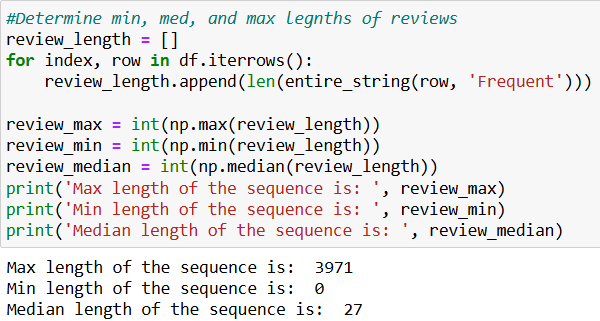 #Determine min, med, and max legnths of reviews
review_length = []
for index, row in df.iterrows():
    review_length.append(len(entire_string(row, 'Frequent')))

review_max = int(np.max(review_length))
review_min = int(np.min(review_length))
review_median = int(np.median(review_length))
print('Max length of the sequence is: ', review_max)
print('Min length of the sequence is: ', review_min)
print('Median length of the sequence is: ', review_median)

Max length of the sequence is:  3971
Min length of the sequence is:  0
Median length of the sequence is:  27